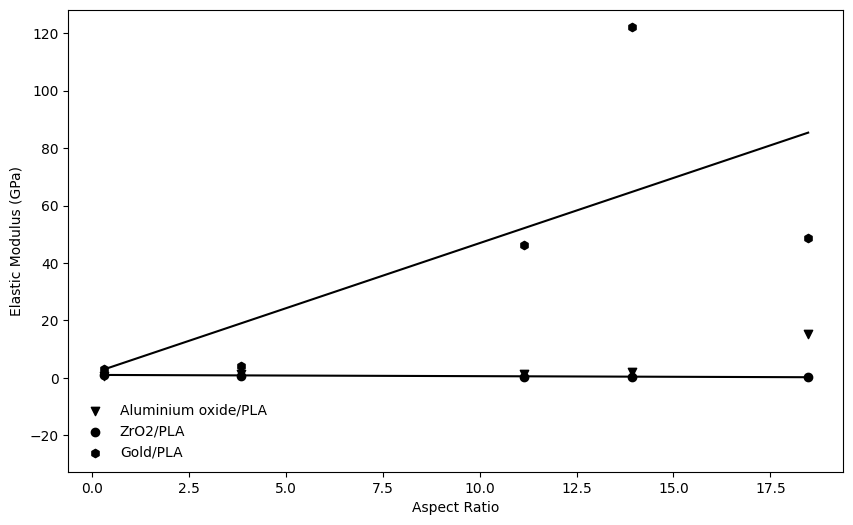 120
100
80
60
40
20
0
−20
Elastic Modulus (GPa)
Aluminium oxide/PLA
ZrO2/PLA
Gold/PLA
0.0 2.5 5.0 7.5 10.0 12.5 15.0 17.5
Aspect Ratio